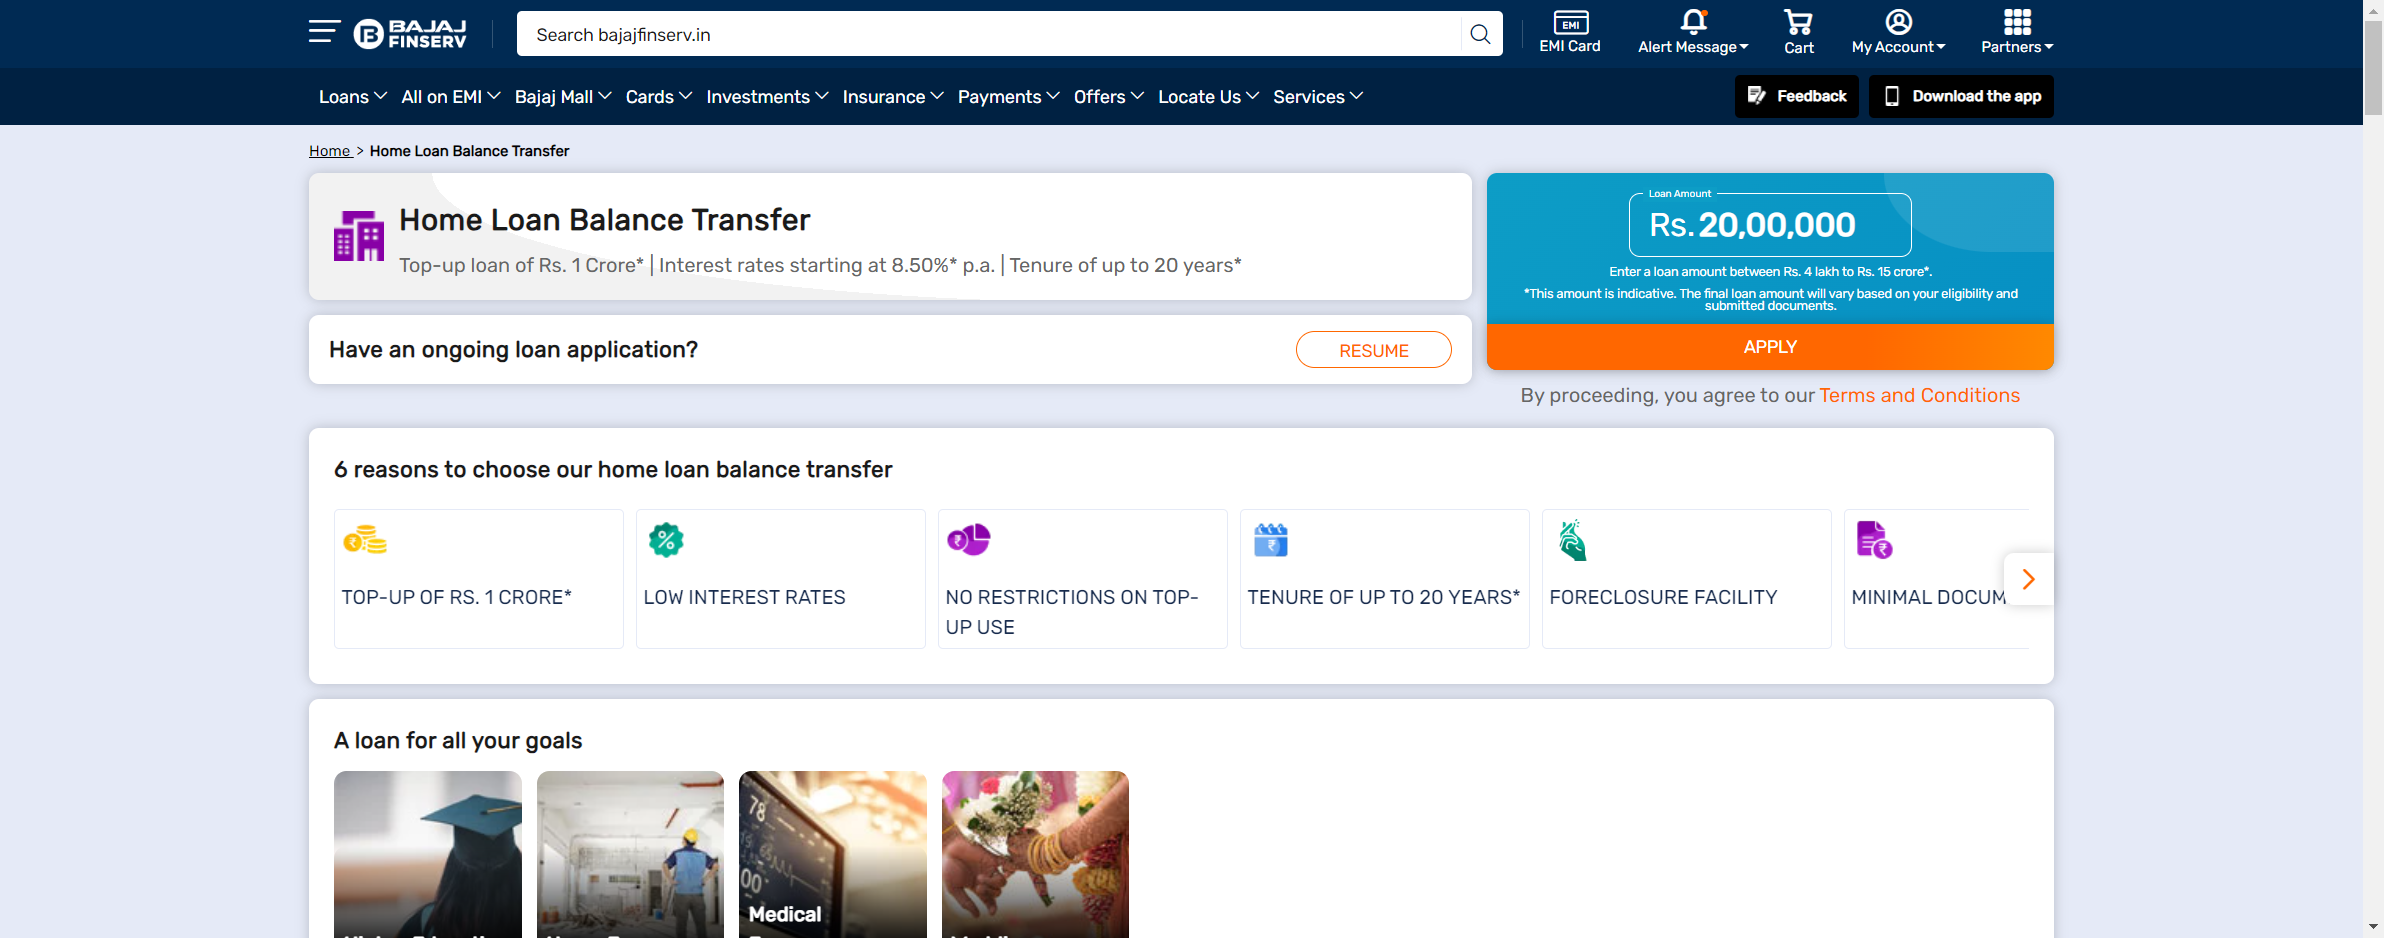 BAJAJ
FINSERV
Search bajajfinserv.in
EMI
EMI Card
Alert Message
Cart
My Account
Partners
Loans All on EMI Bajaj Mall Cards Investments Insurance Payments Offers Locate Us Services
Feedback
Download the app
Home > Home Loan Balance Transfer
Home Loan Balance Transfer
Top-up loan of Rs. 1 Crore* | Interest rates starting at 8.50%* p.a. | Tenure of up to 20 years*
Have an ongoing loan application?
RESUME
Loan Amount
Rs. 20,00,000
Enter a loan amount between Rs. 4 lakh to Rs. 15 crore*.
*This amount is indicative. The final loan amount will vary based on your eligibility and
submitted documents.
APPLY
By proceeding, you agree to our Terms and Conditions
6 reasons to choose our home loan balance transfer
TOP-UP OF RS. 1 CRORE*
LOW INTEREST RATES
NO RESTRICTIONS ON TOP-
UP USE
TENURE OF UP TO 20 YEARS*
FORECLOSURE FACILITY
MINIMAL DOCUM
A loan for all your goals
78
00
Medical